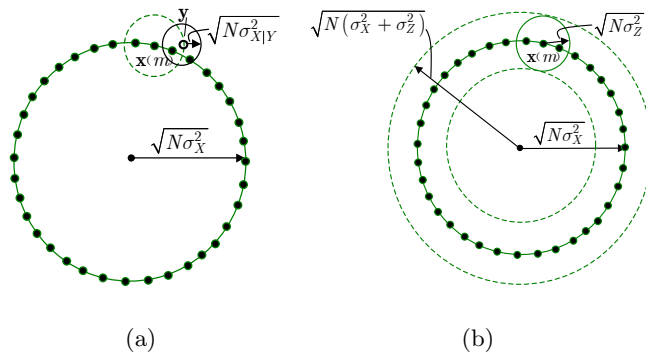 y
√Nσ²_{X|Y}
x(m)
√Nσ²_X
(a)
√N(σ²_X + σ²_Z)
√Nσ²_Z
x(m)
√Nσ²_X
(b)